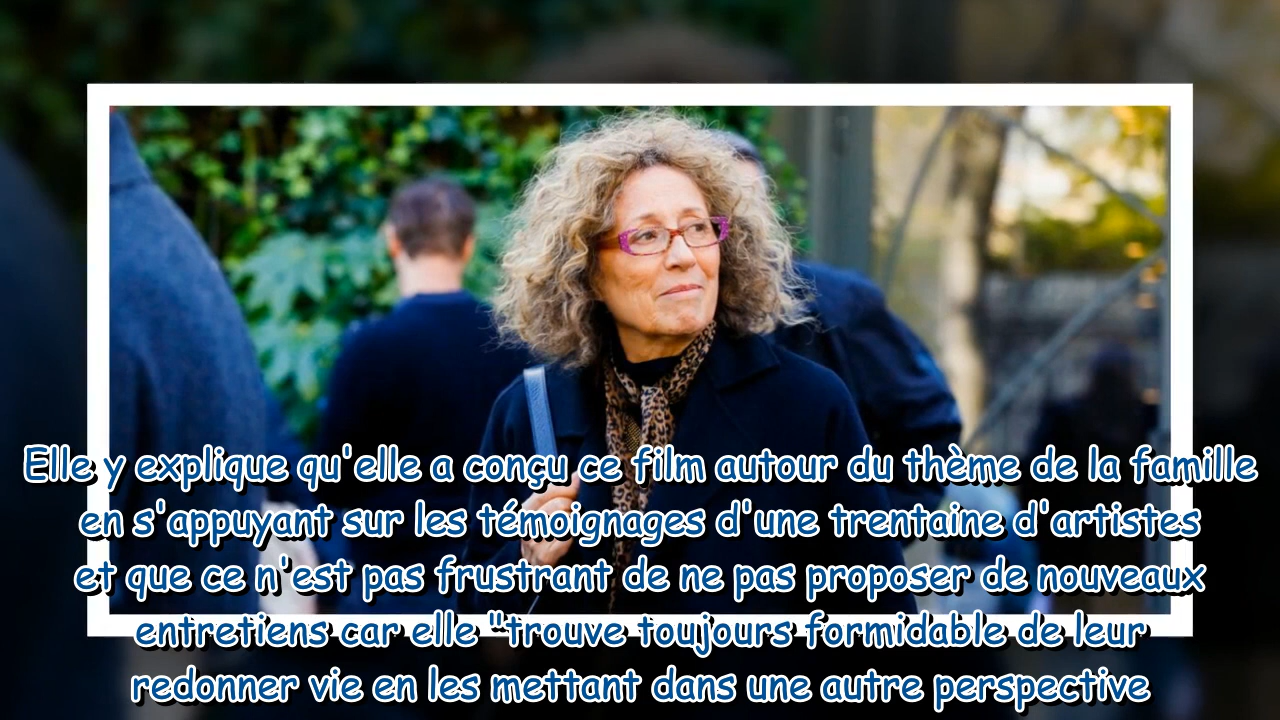 Elle y explique qu'elle a conçu ce film autour du thème de la famille
en s'appuyant sur les témoignages d'une trentaine d'artistes
et que ce n'est pas frustrant de ne pas proposer de nouveaux
entretiens car elle "trouve toujours formidable de leur
redonner vie en les mettant dans une autre perspective